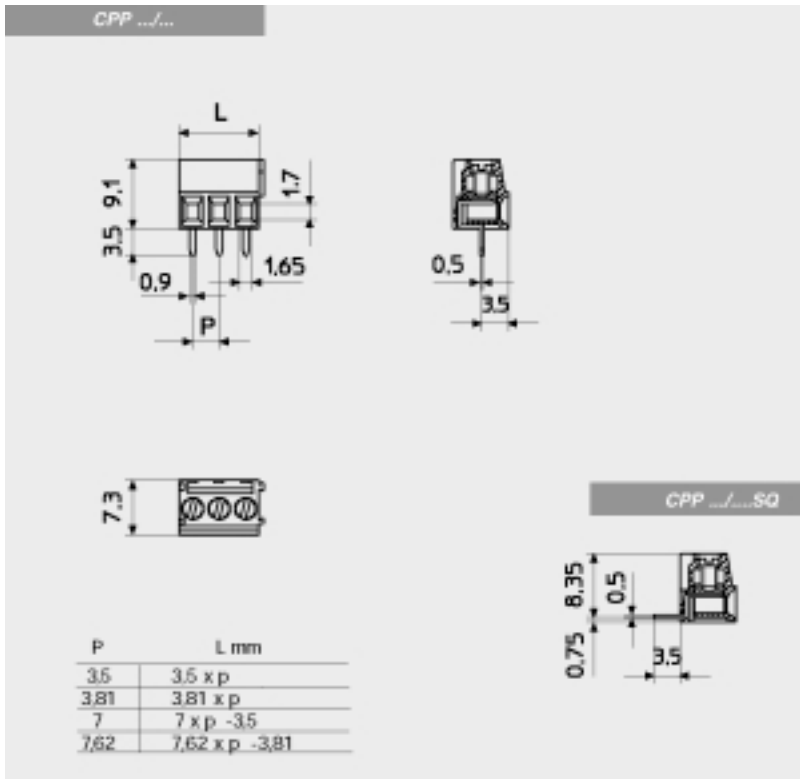 CPP .../...
L
9,1
1,7
3,5
0,9
1,65
P
0,5
3,5
7,3
CPP .../....SQ
8,35
0,5
0,75
3,5
P L mm
3,5 3,5 x p
3,81 3,81 x p
7 7 x p -3,5
7,62 7,62 x p -3,81